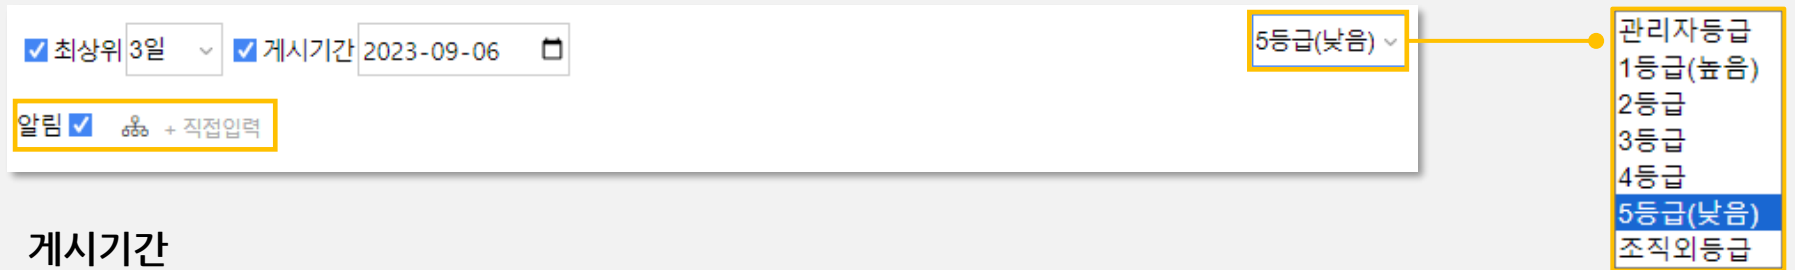 최상위 3일 게시기간 2023-09-06 5등급(낮음)
알림 + 직접입력
게시기간
관리자등급
1등급(높음)
2등급
3등급
4등급
5등급(낮음)
조직외등급